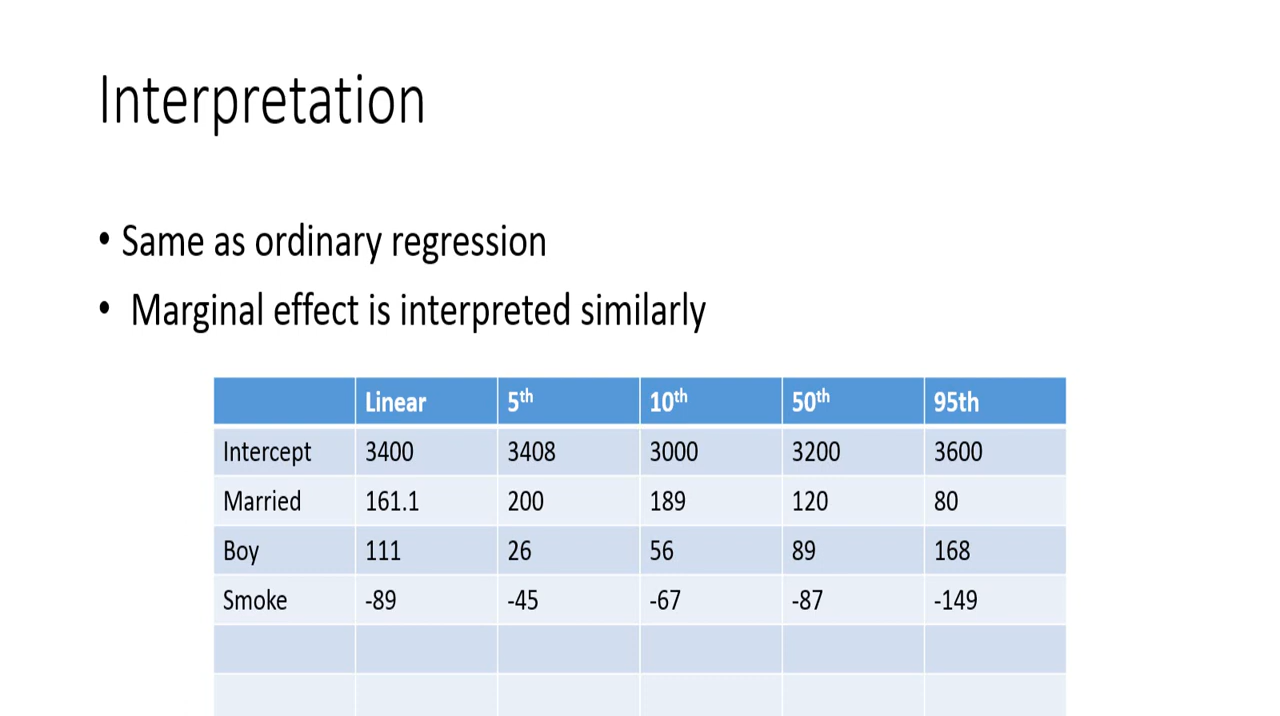 Interpretation
• Same as ordinary regression
• Marginal effect is interpreted similarly
Linear 5th 10th 50th 95th
Intercept 3400 3408 3000 3200 3600
Married 161.1 200 189 120 80
Boy 111 26 56 89 168
Smoke -89 -45 -67 -87 -149